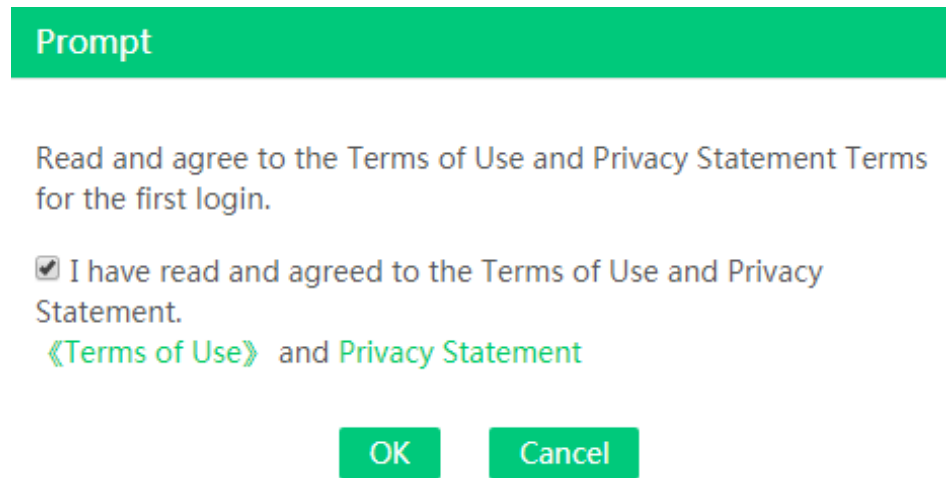 Prompt
Read and agree to the Terms of Use and Privacy Statement Terms
for the first login.
I have read and agreed to the Terms of Use and Privacy
Statement.
《Terms of Use》 and Privacy Statement
OK Cancel